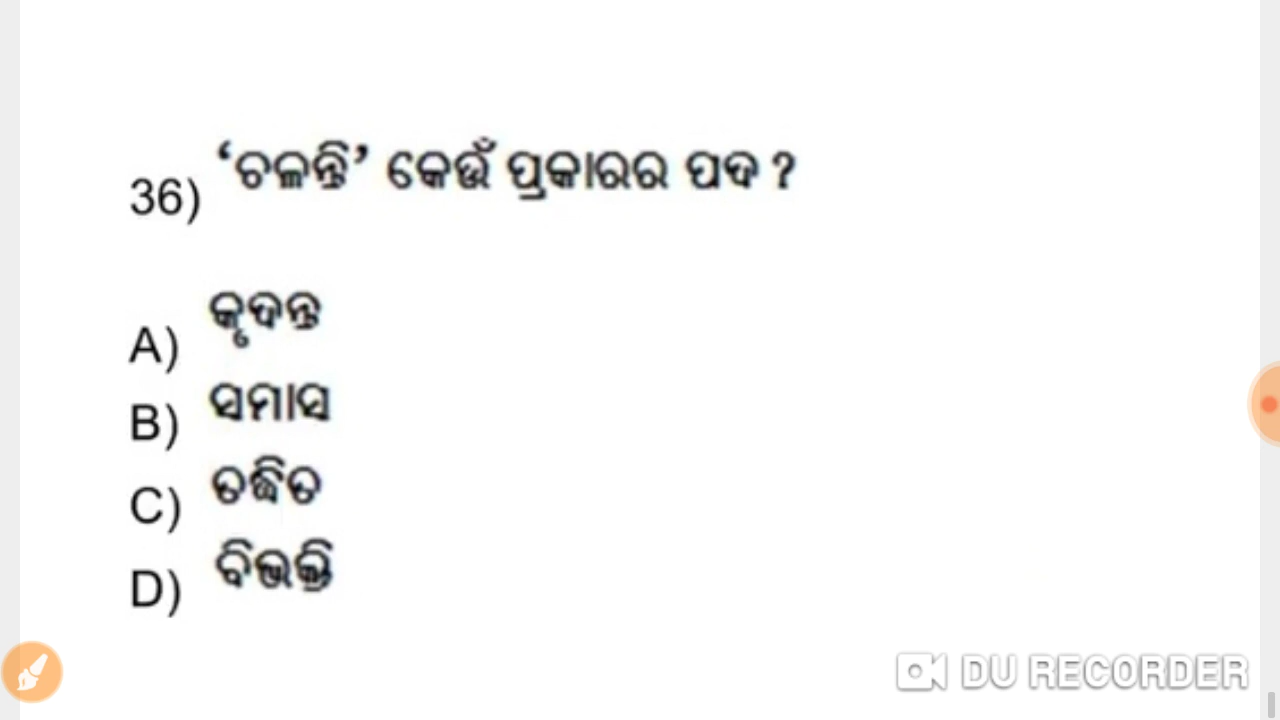 36) ‘ଚଳନ୍ତି’ କେଉଁ ପ୍ରକାରର ପଦ ?
A) କୃଦନ୍ତ
B) ସମାସ
C) ତଦ୍ଧିତ
D) ବିଭକ୍ତି
DU RECORDER